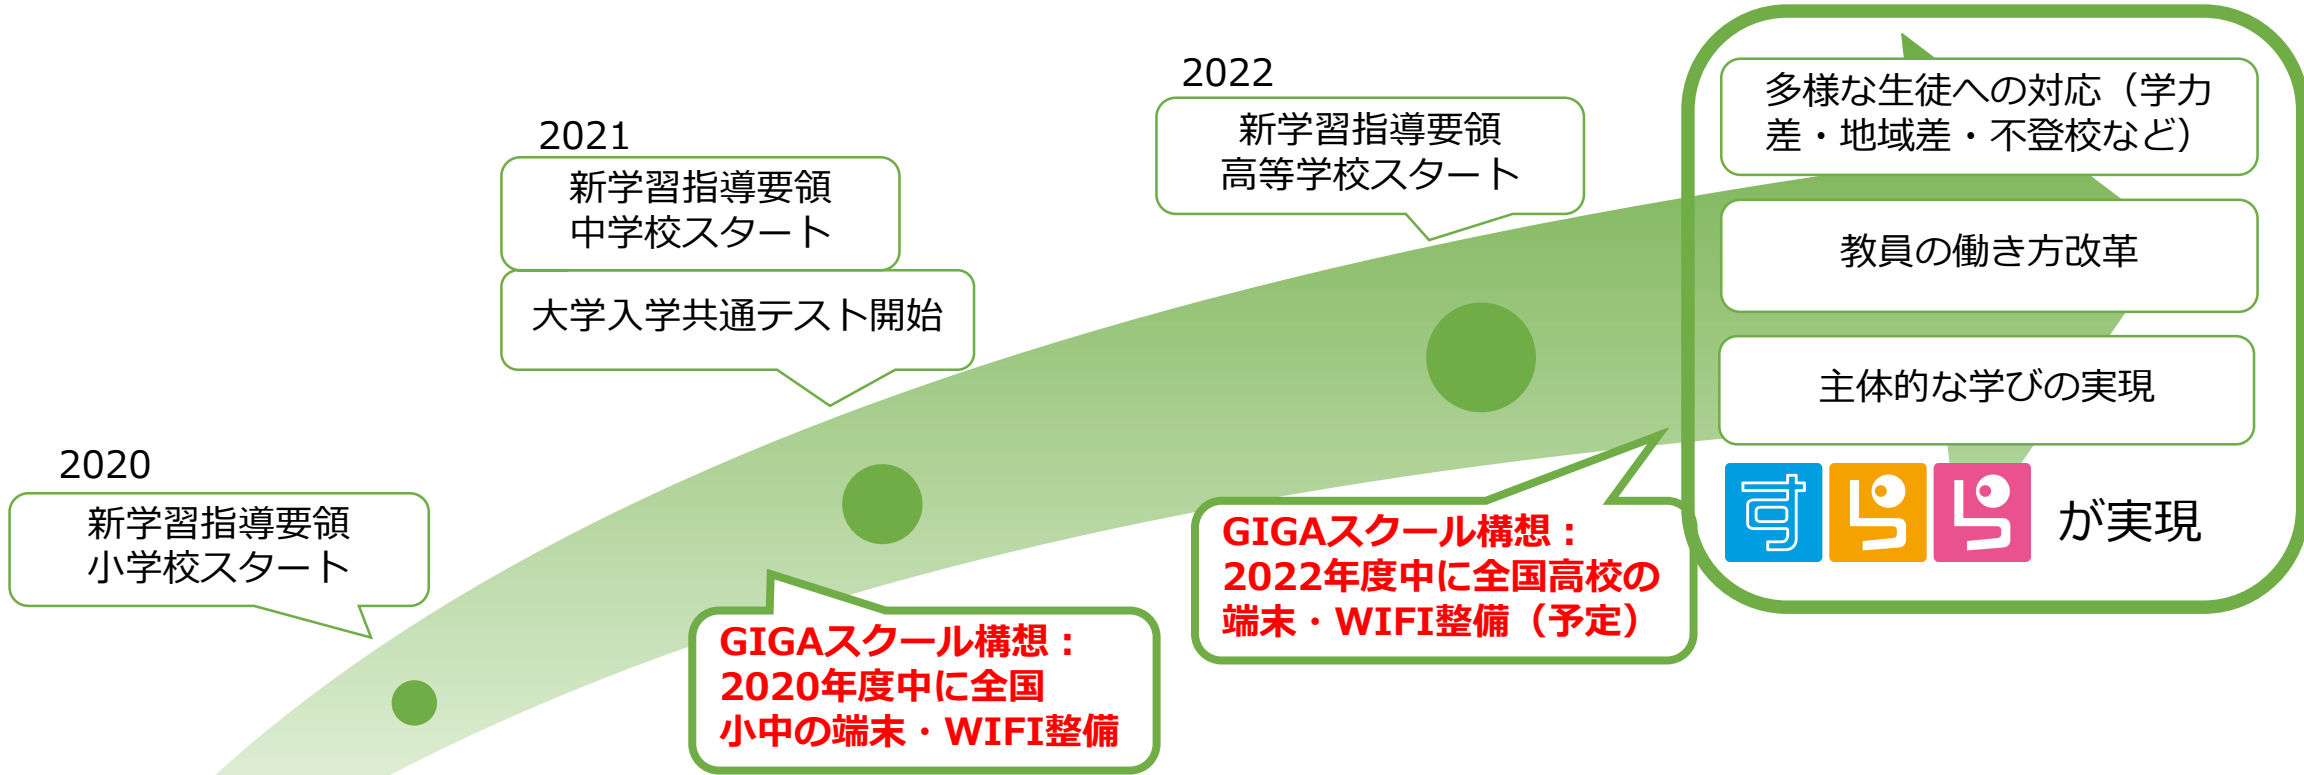 2020
新学習指導要領
小学校スタート
2021
新学習指導要領
中学校スタート
大学入学共通テスト開始
2022
新学習指導要領
高等学校スタート
GIGAスクール構想：
2020年度中に全国
小中の端末・WIFI整備
GIGAスクール構想：
2022年度中に全国高校の
端末・WIFI整備（予定）
多様な生徒への対応（学力
差・地域差・不登校など）
教員の働き方改革
主体的な学びの実現
すらら が実現